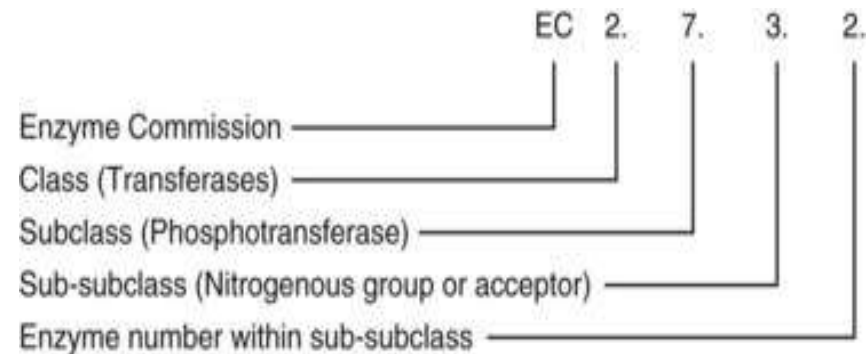 EC 2. 7. 3. 2.
Enzyme Commission
Class (Transferases)
Subclass (Phosphotransferase)
Sub-subclass (Nitrogenous group or acceptor)
Enzyme number within sub-subclass